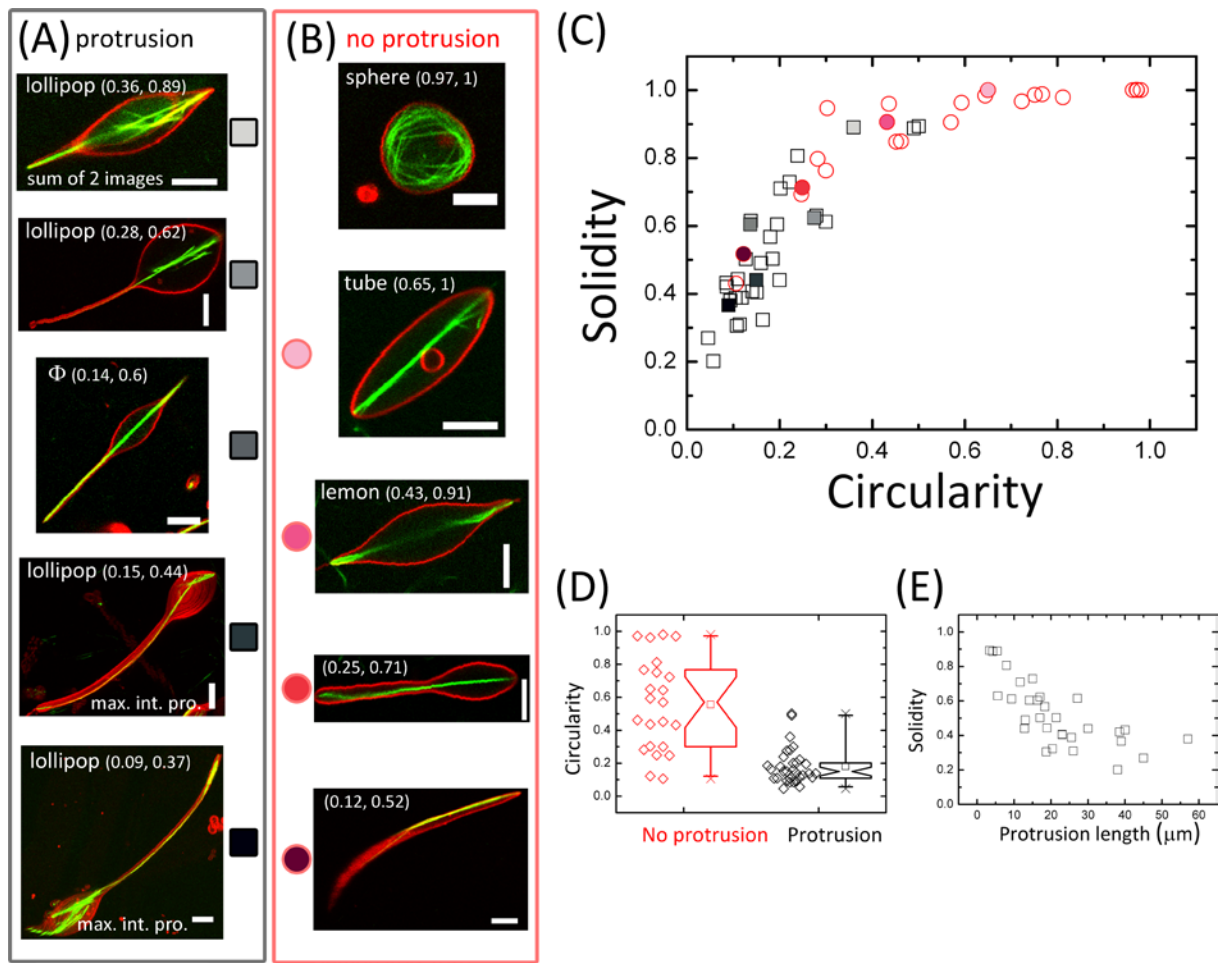 (A) protrusion
lollipop (0.36, 0.89)
sum of 2 images
lollipop (0.28, 0.62)
Φ (0.14, 0.6)
lollipop (0.15, 0.44)
max. int. pro.
lollipop (0.09, 0.37)
max. int. pro.
(B) no protrusion
sphere (0.97, 1)
tube (0.65, 1)
lemon (0.43, 0.91)
(0.25, 0.71)
(0.12, 0.52)
(C)
Solidity
1.0
0.8
0.6
0.4
0.2
0.0
0.0 0.2 0.4 0.6 0.8 1.0
Circularity
(D)
Circularity
1.0
0.8
0.6
0.4
0.2
0.0
No protrusion Protrusion
(E)
Solidity
1.0
0.8
0.6
0.4
0.2
0.0
0 10 20 30 40 50 60
Protrusion length (μm)